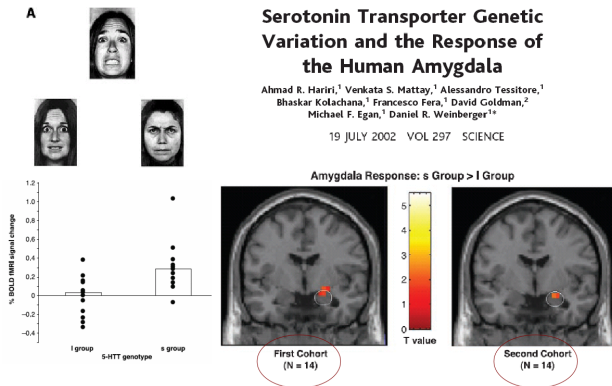 A
Serotonin Transporter Genetic
Variation and the Response of
the Human Amygdala
Ahmad R. Hariri,¹ Venkata S. Mattay,¹ Alessandro Tessitore,¹
Bhaskar Kolachana,¹ Francesco Fera,¹ David Goldman,²
Michael F. Egan,¹ Daniel R. Weinberger¹*
19 JULY 2002 VOL 297 SCIENCE
Amygdala Response: s Group > l Group
% BOLD fMRI signal change
1.2
1.0
0.8
0.6
0.4
0.2
0
−0.2
−0.4
l group
s group
5-HTT genotype
5
4
3
2
1
0
T value
First Cohort
(N = 14)
Second Cohort
(N = 14)